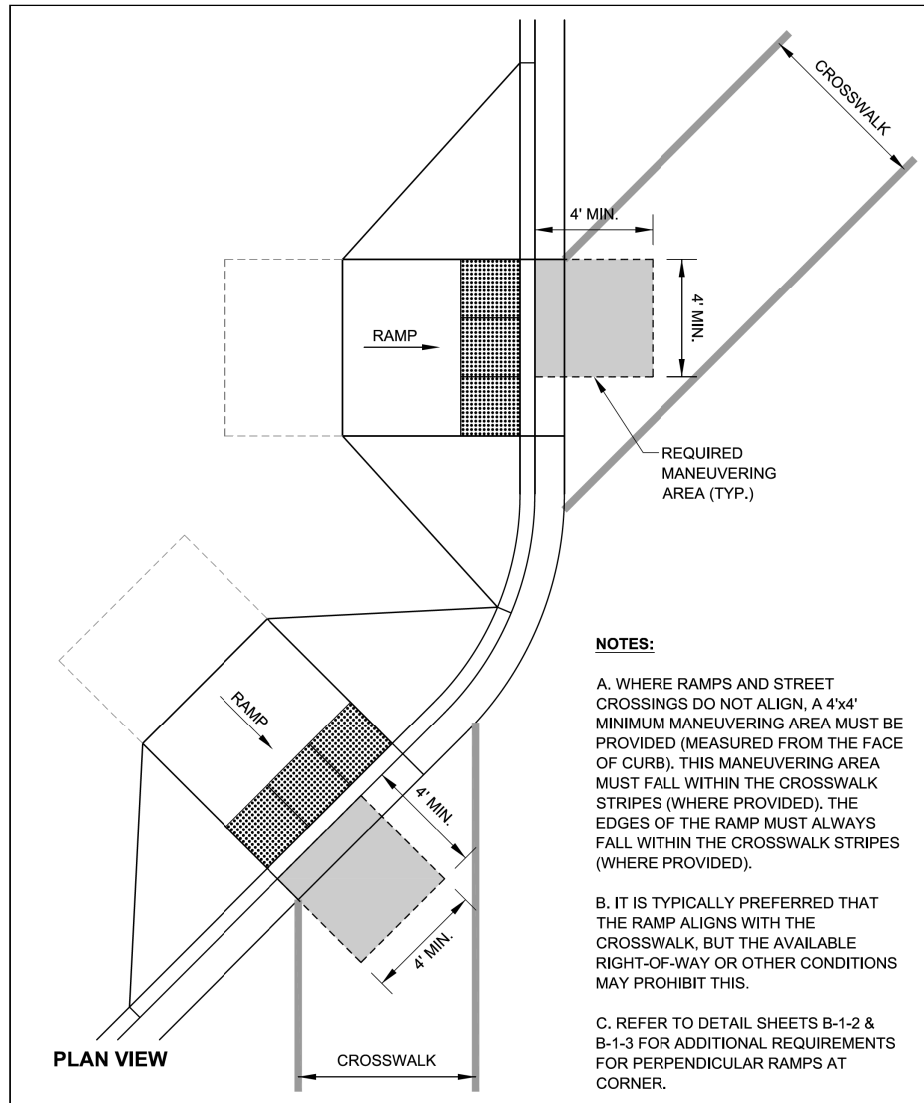 CROSSWALK
4' MIN.
4' MIN.
RAMP
REQUIRED
MANEUVERING
AREA (TYP.)
RAMP
4' MIN.
4' MIN.
CROSSWALK
PLAN VIEW
NOTES:
A. WHERE RAMPS AND STREET
CROSSINGS DO NOT ALIGN, A 4'x4'
MINIMUM MANEUVERING AREA MUST BE
PROVIDED (MEASURED FROM THE FACE
OF CURB). THIS MANEUVERING AREA
MUST FALL WITHIN THE CROSSWALK
STRIPES (WHERE PROVIDED). THE
EDGES OF THE RAMP MUST ALWAYS
FALL WITHIN THE CROSSWALK STRIPES
(WHERE PROVIDED).
B. IT IS TYPICALLY PREFERRED THAT
THE RAMP ALIGNS WITH THE
CROSSWALK, BUT THE AVAILABLE
RIGHT-OF-WAY OR OTHER CONDITIONS
MAY PROHIBIT THIS.
C. REFER TO DETAIL SHEETS B-1-2 &
B-1-3 FOR ADDITIONAL REQUIREMENTS
FOR PERPENDICULAR RAMPS AT
CORNER.